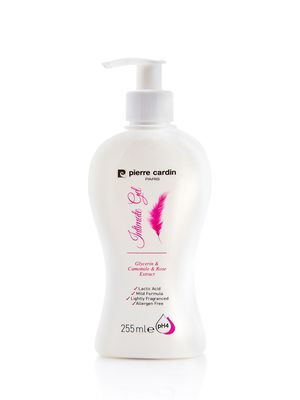 pierre cardin
PARIS
Intimate Gel
Glycerin &
Camomile & Rose
Extract
✓Lactic Acid
✓Mild Formula
✓Lightly Fragranced
✓Allergen Free
255 ml e
pH4